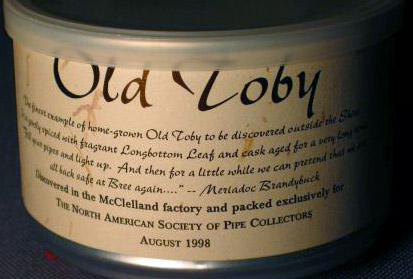 Old Toby
finest example of home-grown Old Toby to be discovered outside the Shire
gently spiced with fragrant Longbottom Leaf and cask aged for a very long
your pipes and light up. And then for a little while we can pretend that we
all back safe at Bree again...." -- Meriadoc Brandybuck
Discovered in the McClelland factory and packed exclusively for
THE NORTH AMERICAN SOCIETY OF PIPE COLLECTORS
AUGUST 1998